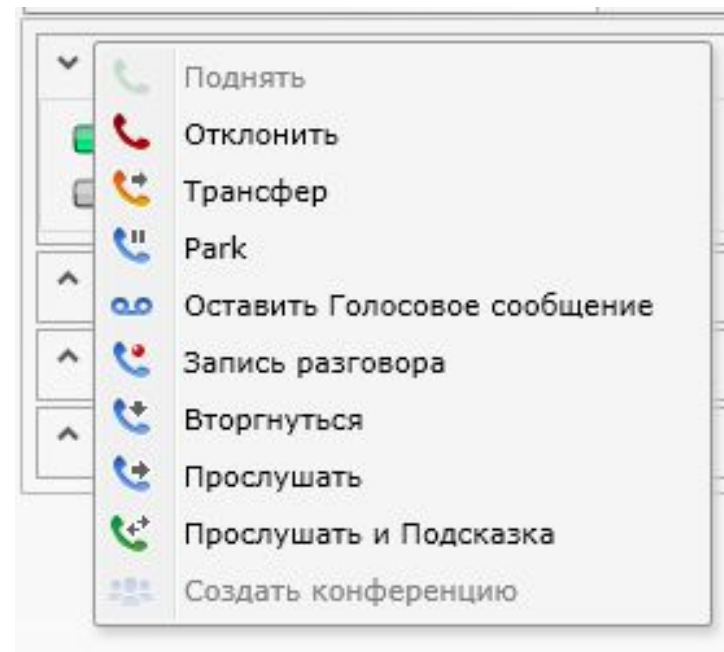 Поднять
Отклонить
Трансфер
Park
Оставить Голосовое сообщение
Запись разговора
Вторгнуться
Прослушать
Прослушать и Подсказка
Создать конференцию